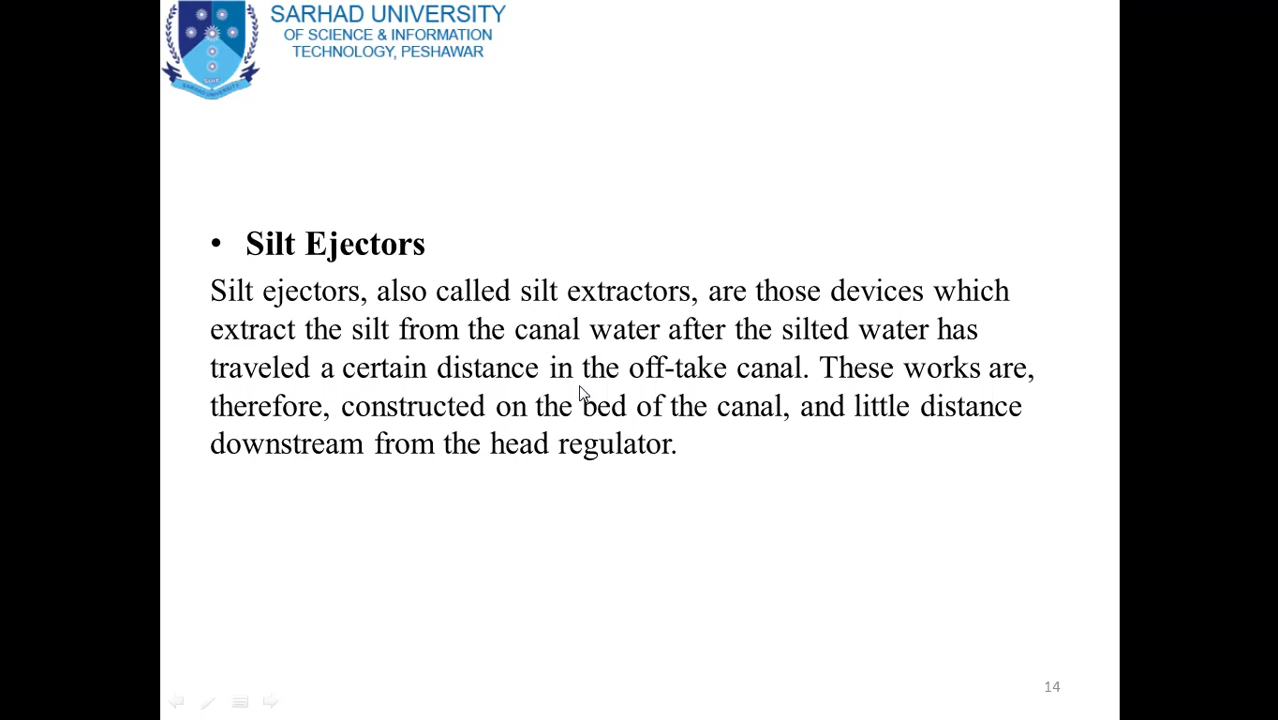 SARHAD UNIVERSITY
OF SCIENCE & INFORMATION
TECHNOLOGY, PESHAWAR
• Silt Ejectors
Silt ejectors, also called silt extractors, are those devices which
extract the silt from the canal water after the silted water has
traveled a certain distance in the off-take canal. These works are,
therefore, constructed on the bed of the canal, and little distance
downstream from the head regulator.
14